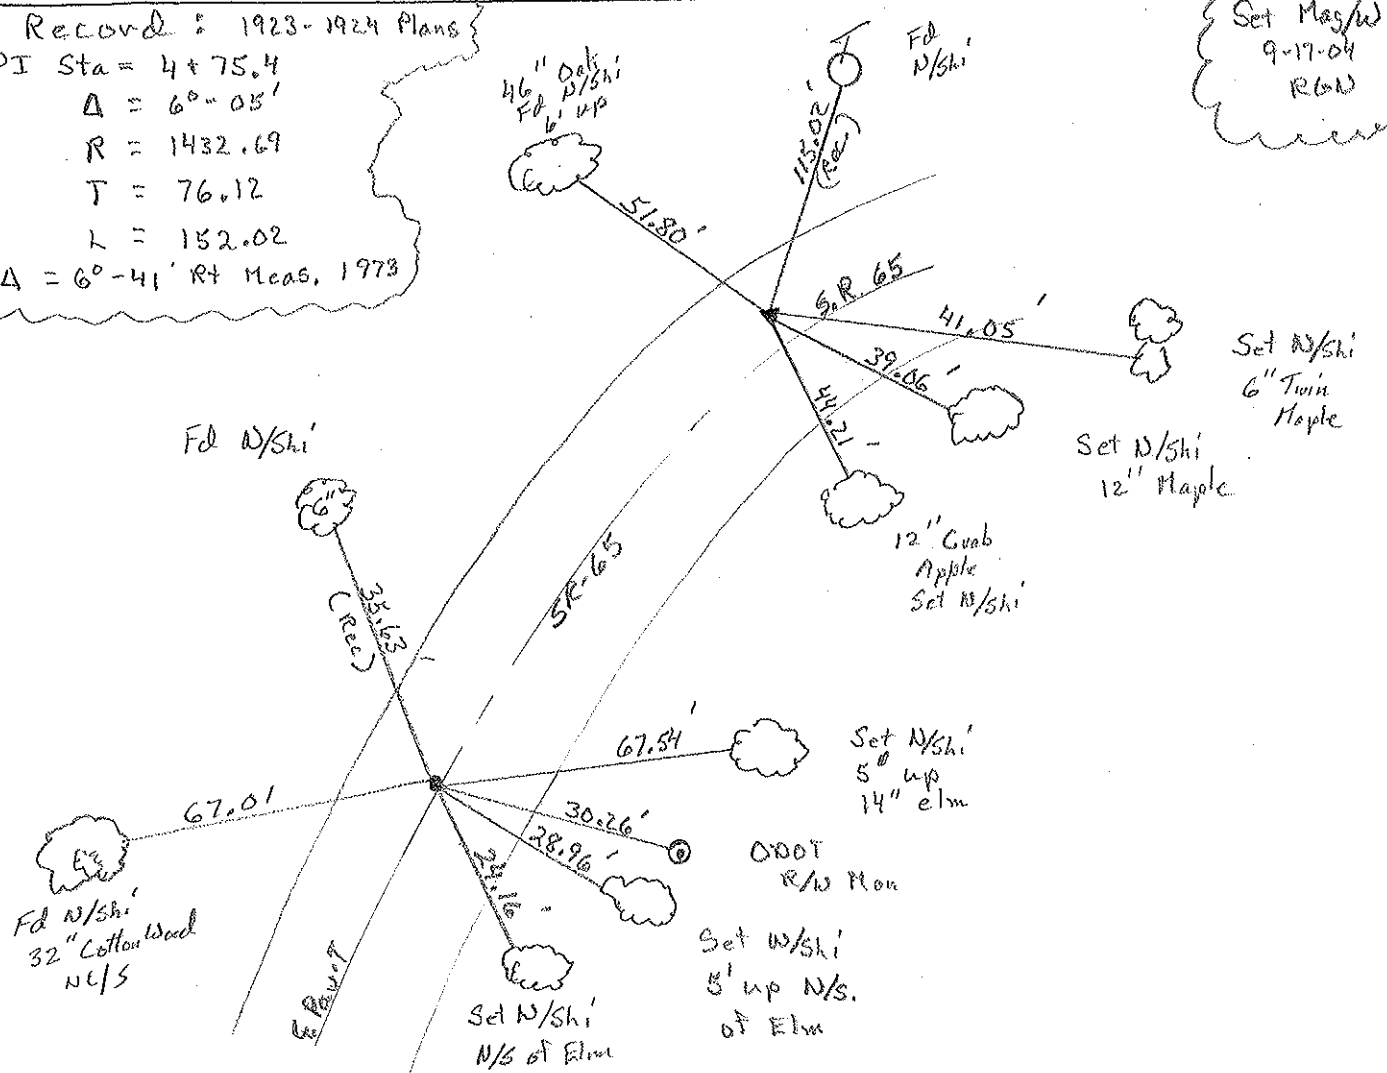 Record : 1923-1924 Plans
PI Sta = 4+75.4
Δ = 6°-05'
R = 1432.69
T = 76.12
L = 152.02
Δ = 6°-41' Rt Meas. 1973
Set Mag/W
9-17-04
RGN
Fd
N/Shi
T
115.02'
(Rec)
46" Oak
Fd N/Shi
6' up
51.80'
S.R 65
41.05'
Set N/Shi
6" Twin
Maple
39.06'
Set N/Shi
12" Maple
44.21
12" Crab
Apple
Set N/Shi
Fd N/Shi
6"
35.63
(Rec)
SR-65
67.54'
Set N/Shi
5' up
14" elm
67.01
Fd N/Shi
32" CottonWood
30.26'
ODOT
R/W Mon
28.96'
Set N/Shi
5' up N/S.
of Elm
24.16
Set N/Shi
N/S of Elm
Pavm't